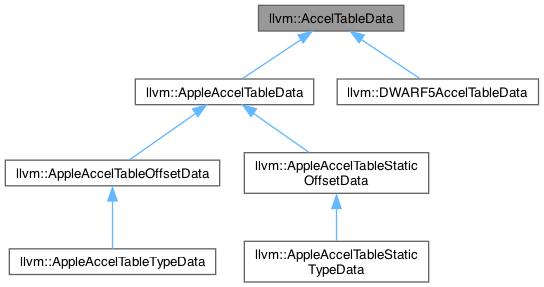 llvm::AccelTableData
llvm::AppleAccelTableData
llvm::DWARF5AccelTableData
llvm::AppleAccelTableOffsetData
llvm::AppleAccelTableStatic
OffsetData
llvm::AppleAccelTableTypeData
llvm::AppleAccelTableStatic
TypeData